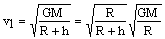 v₁ = √(GM/(R + h)) = √(R/(R + h)) √(GM/R)